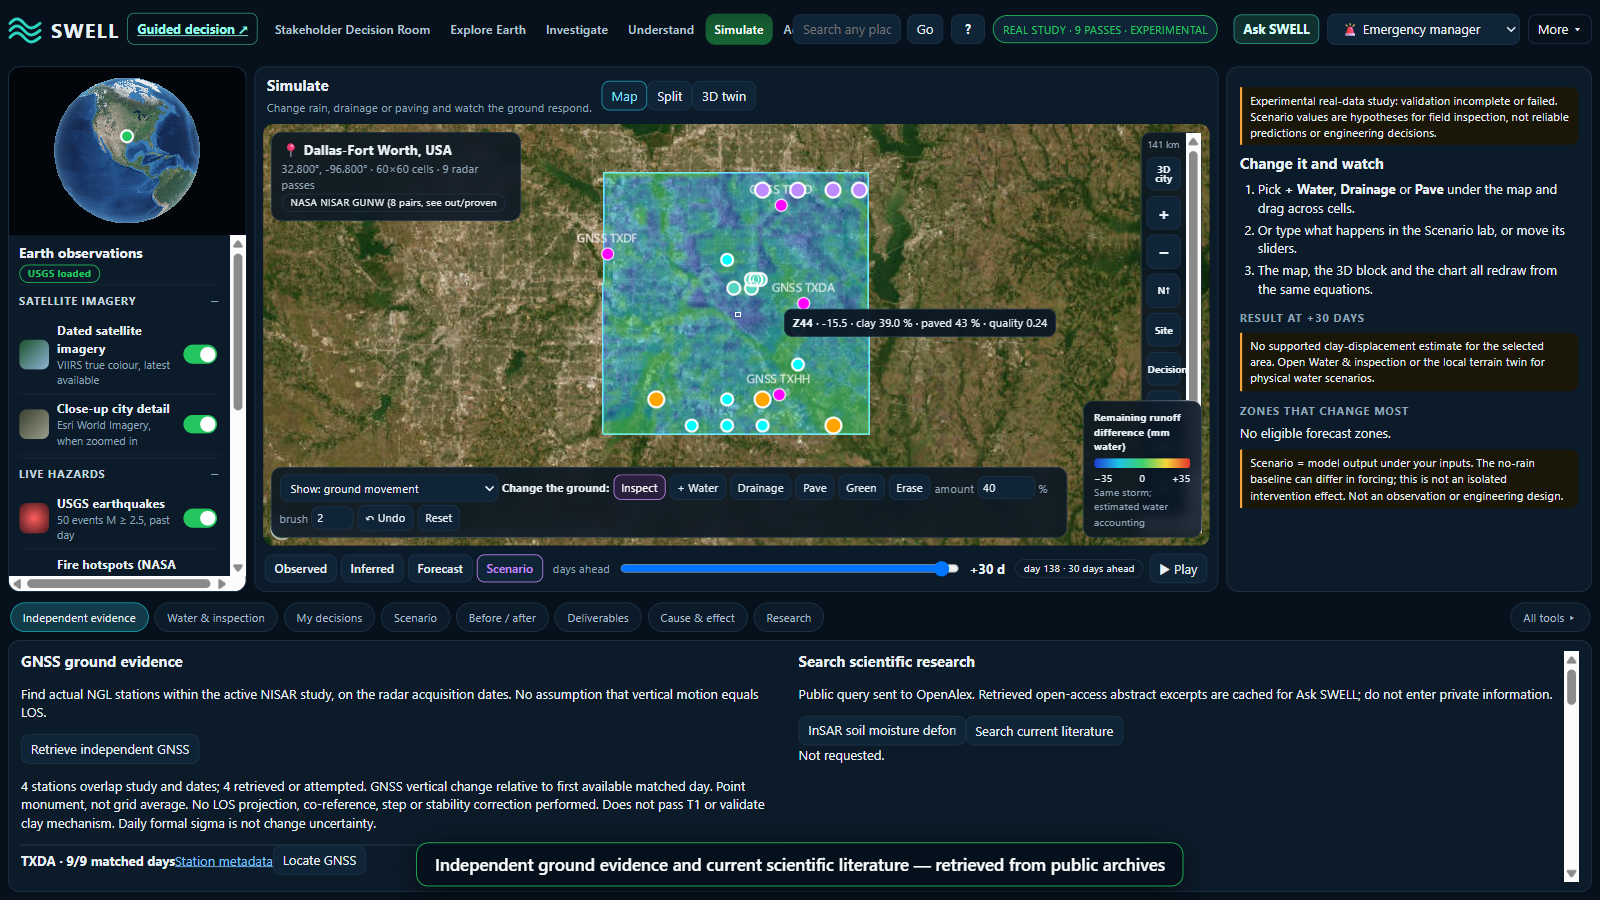 SWELL
Guided decision ↗
Stakeholder Decision Room
Explore Earth
Investigate
Understand
Simulate
Search any plac
Go
?
REAL STUDY · 9 PASSES · EXPERIMENTAL
Ask SWELL
Emergency manager
More
Earth observations
USGS loaded
SATELLITE IMAGERY
Dated satellite
imagery
VIIRS true colour, latest
available
Close-up city detail
Esri World Imagery,
when zoomed in
LIVE HAZARDS
USGS earthquakes
50 events M ≥ 2.5, past
day
Fire hotspots (NASA
Simulate
Change rain, drainage or paving and watch the ground respond.
Map
Split
3D twin
Dallas-Fort Worth, USA
32.800°, -96.800° · 60×60 cells · 9 radar
passes
NASA NISAR GUNW (8 pairs, see out/proven
GNSS TXDF
GNSS TXDA
GNSS TXHH
Z44 · -15.5 · clay 39.0 % · paved 43 % · quality 0.24
141 km
3D
city
+
−
N↑
Site
Decision
Remaining runoff
difference (mm
water)
−35 0 +35
Same storm;
estimated water
accounting
Show: ground movement
Change the ground:
Inspect
+ Water
Drainage
Pave
Green
Erase
amount 40 %
brush 2
Undo
Reset
Observed
Inferred
Forecast
Scenario
days ahead
+30 d
day 138 · 30 days ahead
Play
Experimental real-data study: validation incomplete or failed.
Scenario values are hypotheses for field inspection, not reliable
predictions or engineering decisions.
Change it and watch
1. Pick + Water, Drainage or Pave under the map and
drag across cells.
2. Or type what happens in the Scenario lab, or move its
sliders.
3. The map, the 3D block and the chart all redraw from
the same equations.
RESULT AT +30 DAYS
No supported clay-displacement estimate for the selected
area. Open Water & inspection or the local terrain twin for
physical water scenarios.
ZONES THAT CHANGE MOST
No eligible forecast zones.
Scenario = model output under your inputs. The no-rain
baseline can differ in forcing; this is not an isolated
intervention effect. Not an observation or engineering design.
Independent evidence
Water & inspection
My decisions
Scenario
Before / after
Deliverables
Cause & effect
Research
All tools
GNSS ground evidence
Find actual NGL stations within the active NISAR study, on the radar acquisition dates. No assumption that vertical motion equals
LOS.
Retrieve independent GNSS
4 stations overlap study and dates; 4 retrieved or attempted. GNSS vertical change relative to first available matched day. Point
monument, not grid average. No LOS projection, co-reference, step or stability correction performed. Does not pass T1 or validate
clay mechanism. Daily formal sigma is not change uncertainty.
TXDA · 9/9 matched days
Station metadata
Locate GNSS
Search scientific research
Public query sent to OpenAlex. Retrieved open-access abstract excerpts are cached for Ask SWELL; do not enter private information.
InSAR soil moisture defor
Search current literature
Not requested.
Independent ground evidence and current scientific literature — retrieved from public archives